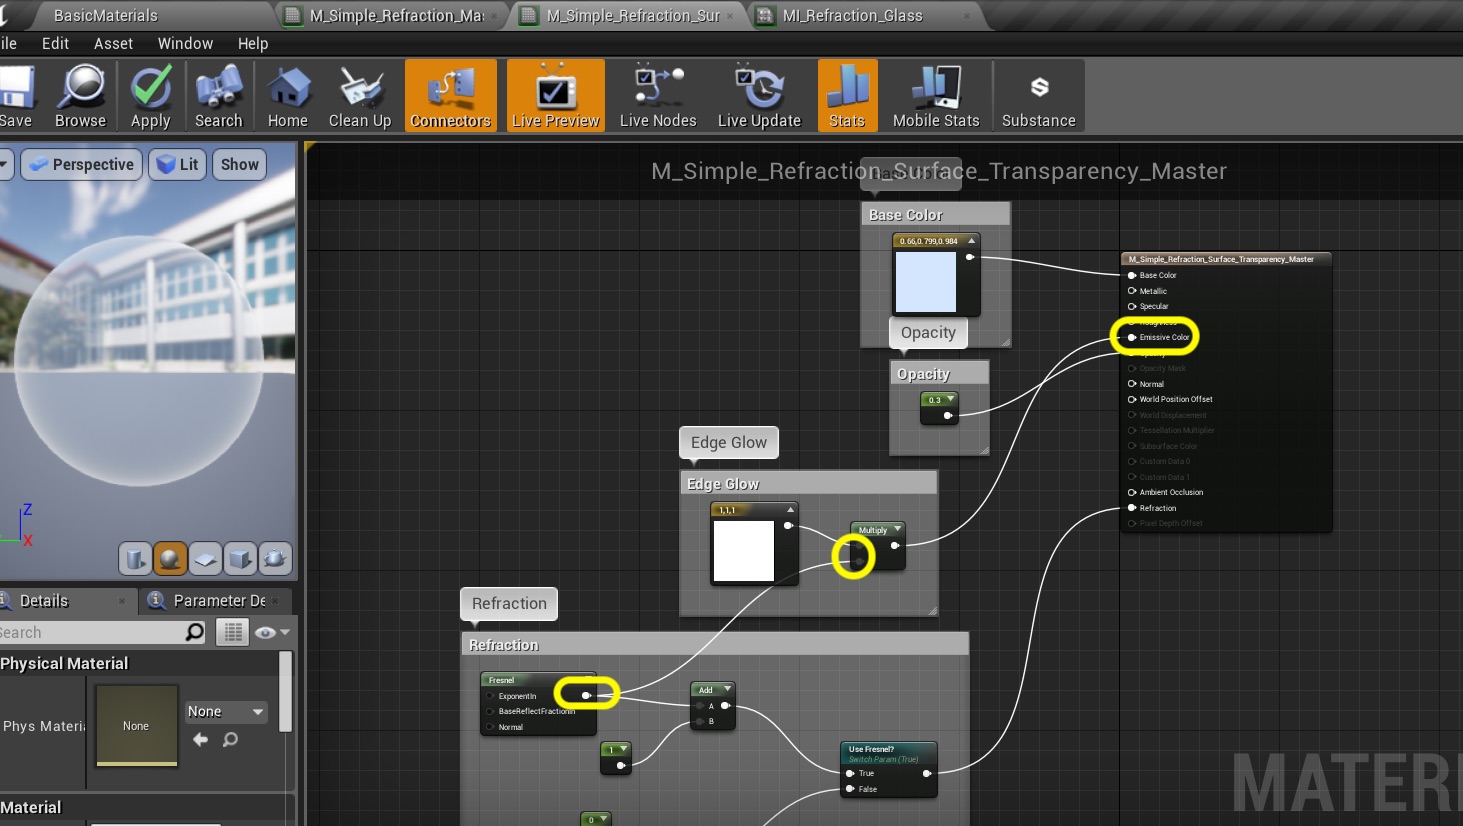 BasicMaterials
M_Simple_Refraction_Ma
M_Simple_Refraction_Sur
MI_Refraction_Glass
ile Edit Asset Window Help
Save Browse Apply Search Home Clean Up Connectors Live Preview Live Nodes Live Update Stats Mobile Stats Substance
S
Perspective Lit Show
M_Simple_Refraction_Surface_Transparency_Master
Base Color
0.66,0.799,0.984
M_Simple_Refraction_Surface_Transparency_Master
Base Color
Metallic
Specular
Roughness
Emissive Color
Opacity
Opacity Mask
Normal
World Position Offset
World Displacement
Tessellation Multiplier
Subsurface Color
Custom Data 0
Custom Data 1
Ambient Occlusion
Refraction
Pixel Depth Offset
Opacity
Opacity
0.3
Edge Glow
Edge Glow
1,1,1
Multiply
Z
X
Refraction
Refraction
Fresnel
ExponentIn
BaseReflectFractionIn
Normal
Add
A
B
1
Use Fresnel?
Switch Param (True)
True
False
0
Details
Parameter De
Search
Physical Material
Phys Materi
None
None
Material
MATERI